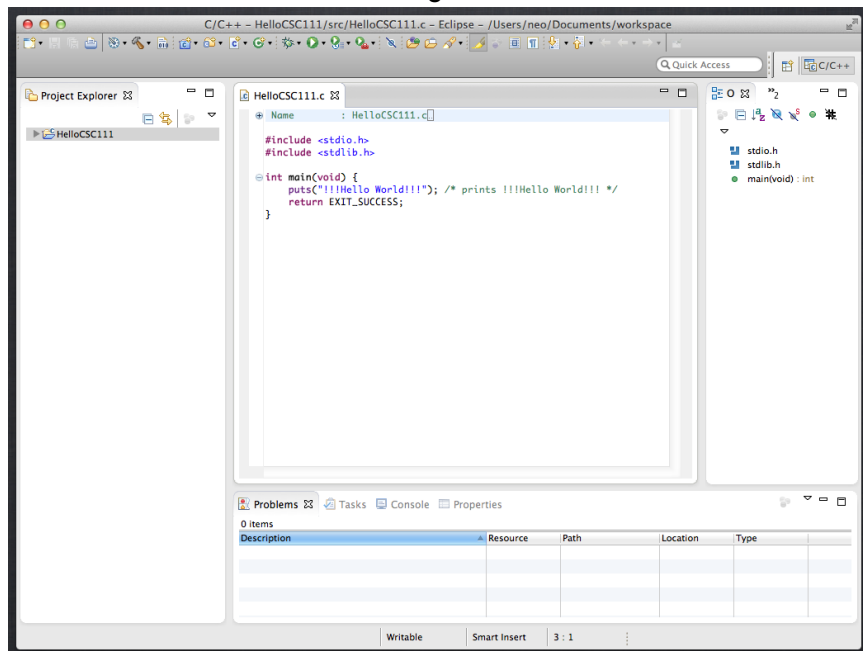 C/C++ - HelloCSC111/src/HelloCSC111.c - Eclipse - /Users/neo/Documents/workspace
Quick Access
C/C++
Project Explorer
HelloCSC111
HelloCSC111.c
Name : HelloCSC111.c
#include <stdio.h>
#include <stdlib.h>
int main(void) {
puts("!!!Hello World!!!"); /* prints !!!Hello World!!! */
return EXIT_SUCCESS;
}
O
»2
stdio.h
stdlib.h
main(void) : int
Problems Tasks Console Properties
0 items
Description Resource Path Location Type
Writable Smart Insert 3 : 1